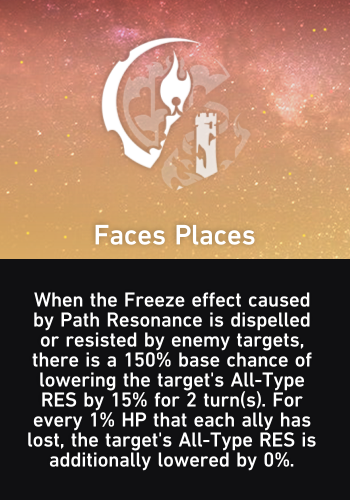 Faces Places
When the Freeze effect caused
by Path Resonance is dispelled
or resisted by enemy targets,
there is a 150% base chance of
lowering the target's All-Type
RES by 15% for 2 turn(s). For
every 1% HP that each ally has
lost, the target's All-Type RES is
additionally lowered by 0%.